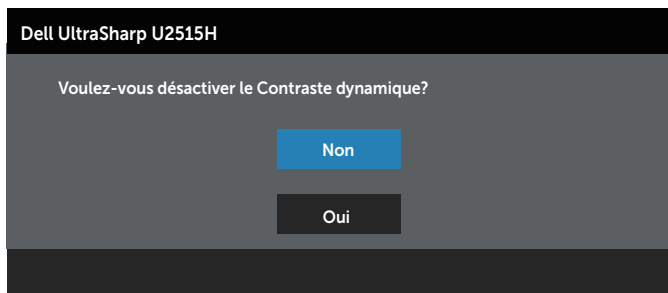 Dell UltraSharp U2515H
Voulez-vous désactiver le Contraste dynamique?
Non
Oui